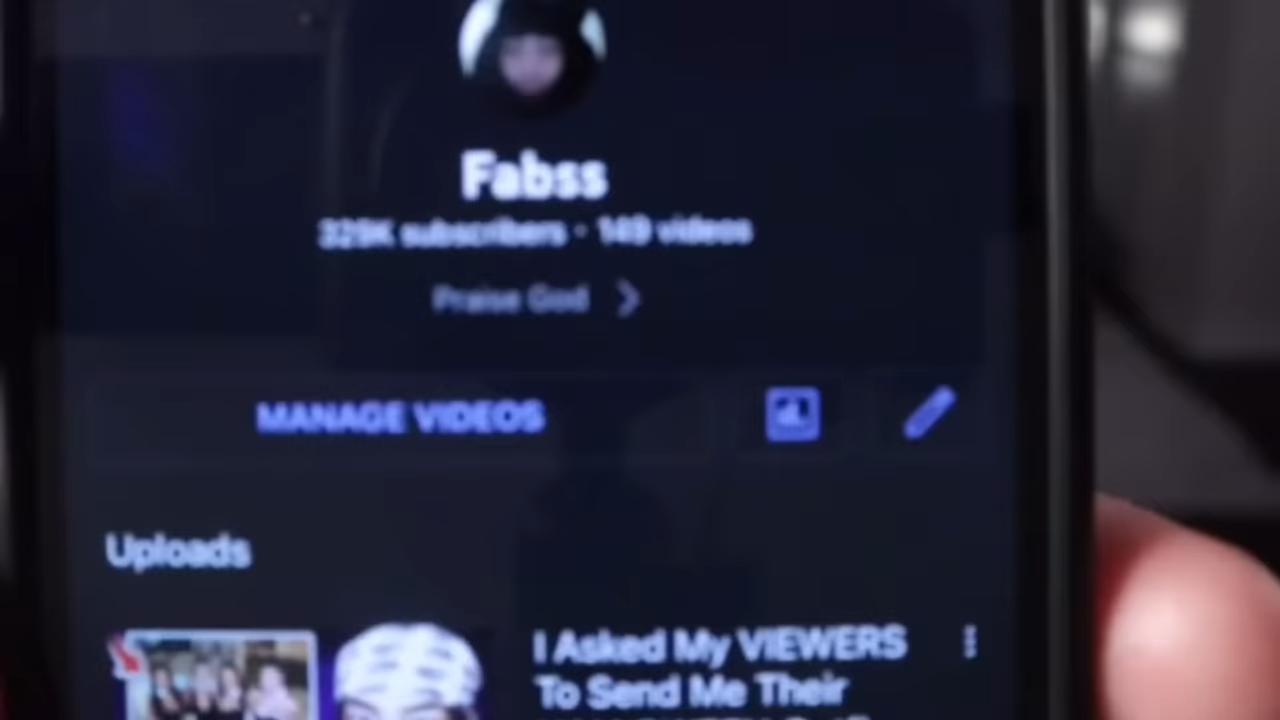 Fabss
329K subscribers · 149 videos
Praise God
MANAGE VIDEOS
Uploads
I Asked My VIEWERS
To Send Me Their